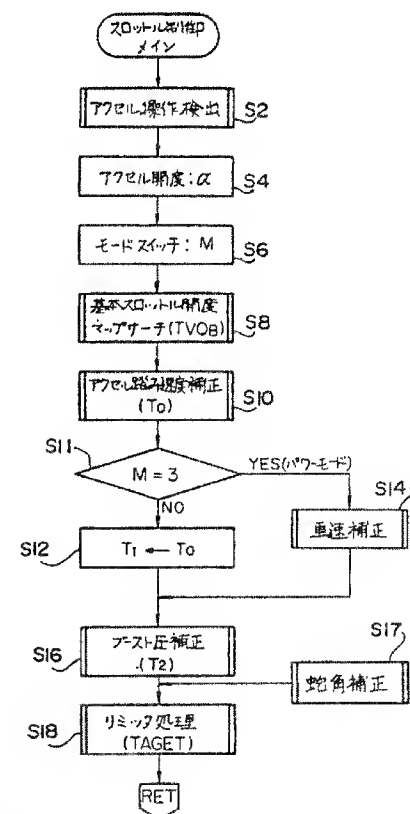 スロットル制御
メイン
アクセル操作検出
S2
アクセル開度:α
S4
モードスイッチ:M
S6
基本スロットル開度
マップサーチ(TVOB)
S8
アクセル踏み速度補正
(To)
S10
S11
M=3
YES(パワーモード)
NO
S14
車速補正
S12
T1 ← To
S16
ブースト圧補正
(T2)
S17
蛇角補正
S18
リミッタ処理
(TAGET)
RET